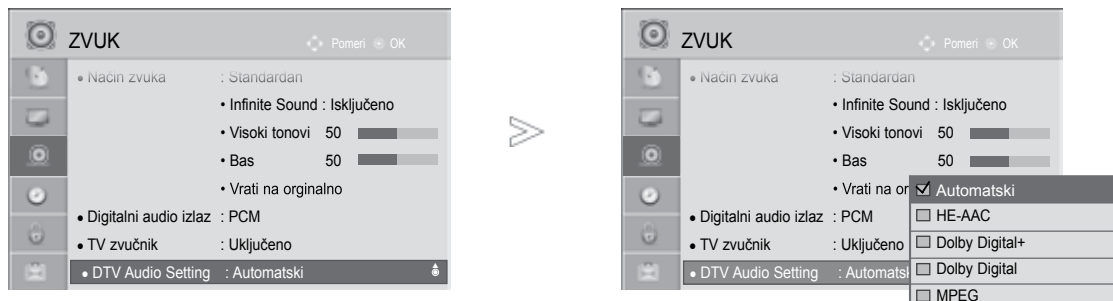 ZVUK
Pomeri OK
• Način zvuka : Standardan
• Infinite Sound : Isključeno
• Visoki tonovi 50
• Bas 50
• Vrati na orginalno
• Digitalni audio izlaz : PCM
• TV zvučnik : Uključeno
• DTV Audio Setting : Automatski
ZVUK
Pomeri OK
• Način zvuka : Standardan
• Infinite Sound : Isključeno
• Visoki tonovi 50
• Bas 50
• Vrati na or
• Digitalni audio izlaz : PCM
• TV zvučnik : Uključeno
• DTV Audio Setting : Automatsk
Automatski
HE-AAC
Dolby Digital+
Dolby Digital
MPEG